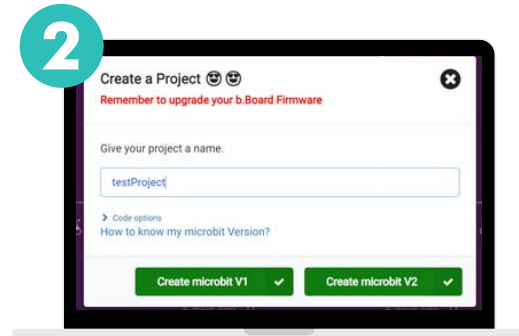 2
Create a Project 😍 😍
Remember to upgrade your b.Board Firmware
Give your project a name.
testProject
Code options
How to know my microbit Version?
Create microbit V1
Create microbit V2